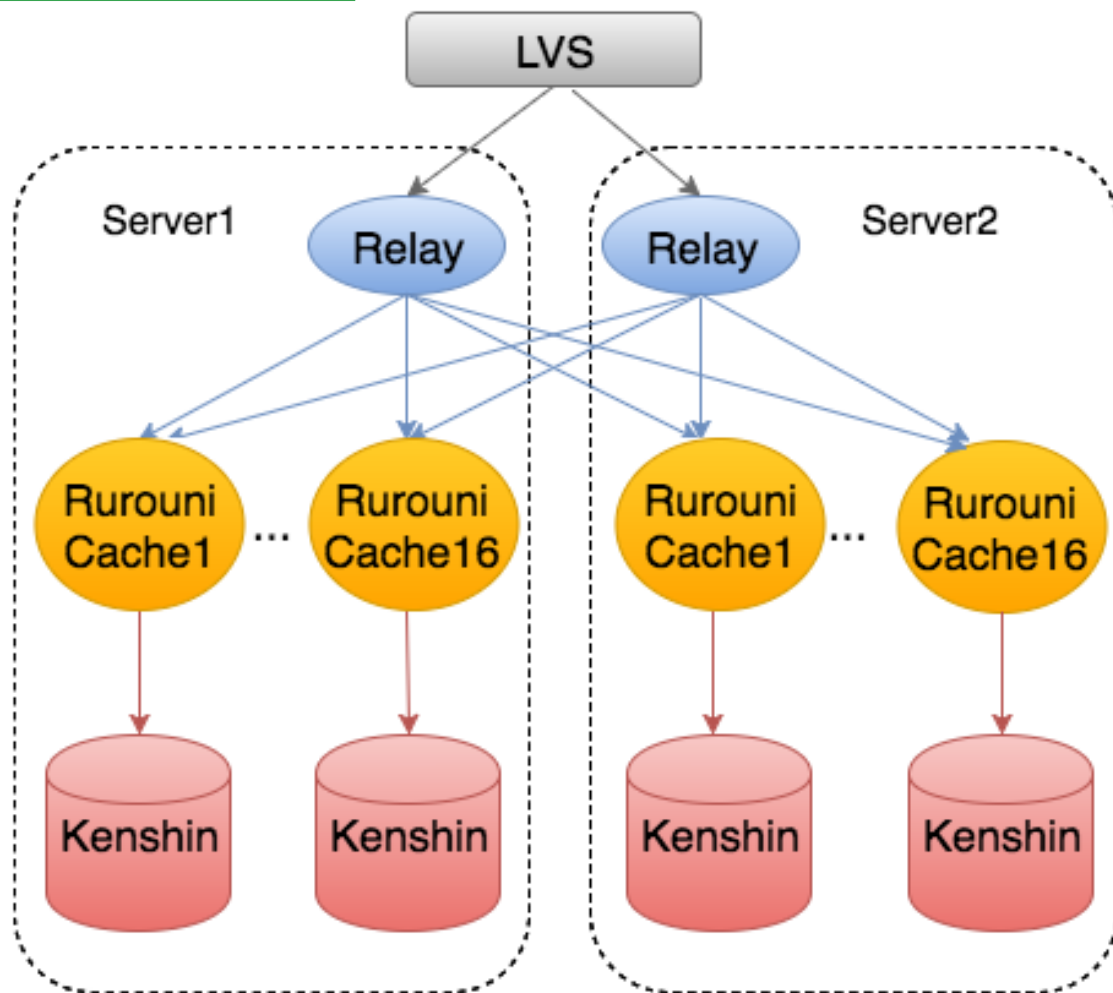 LVS
Server1
Relay
Relay
Server2
Rurouni
Cache1
...
Rurouni
Cache16
Rurouni
Cache1
...
Rurouni
Cache16
Kenshin
Kenshin
Kenshin
Kenshin